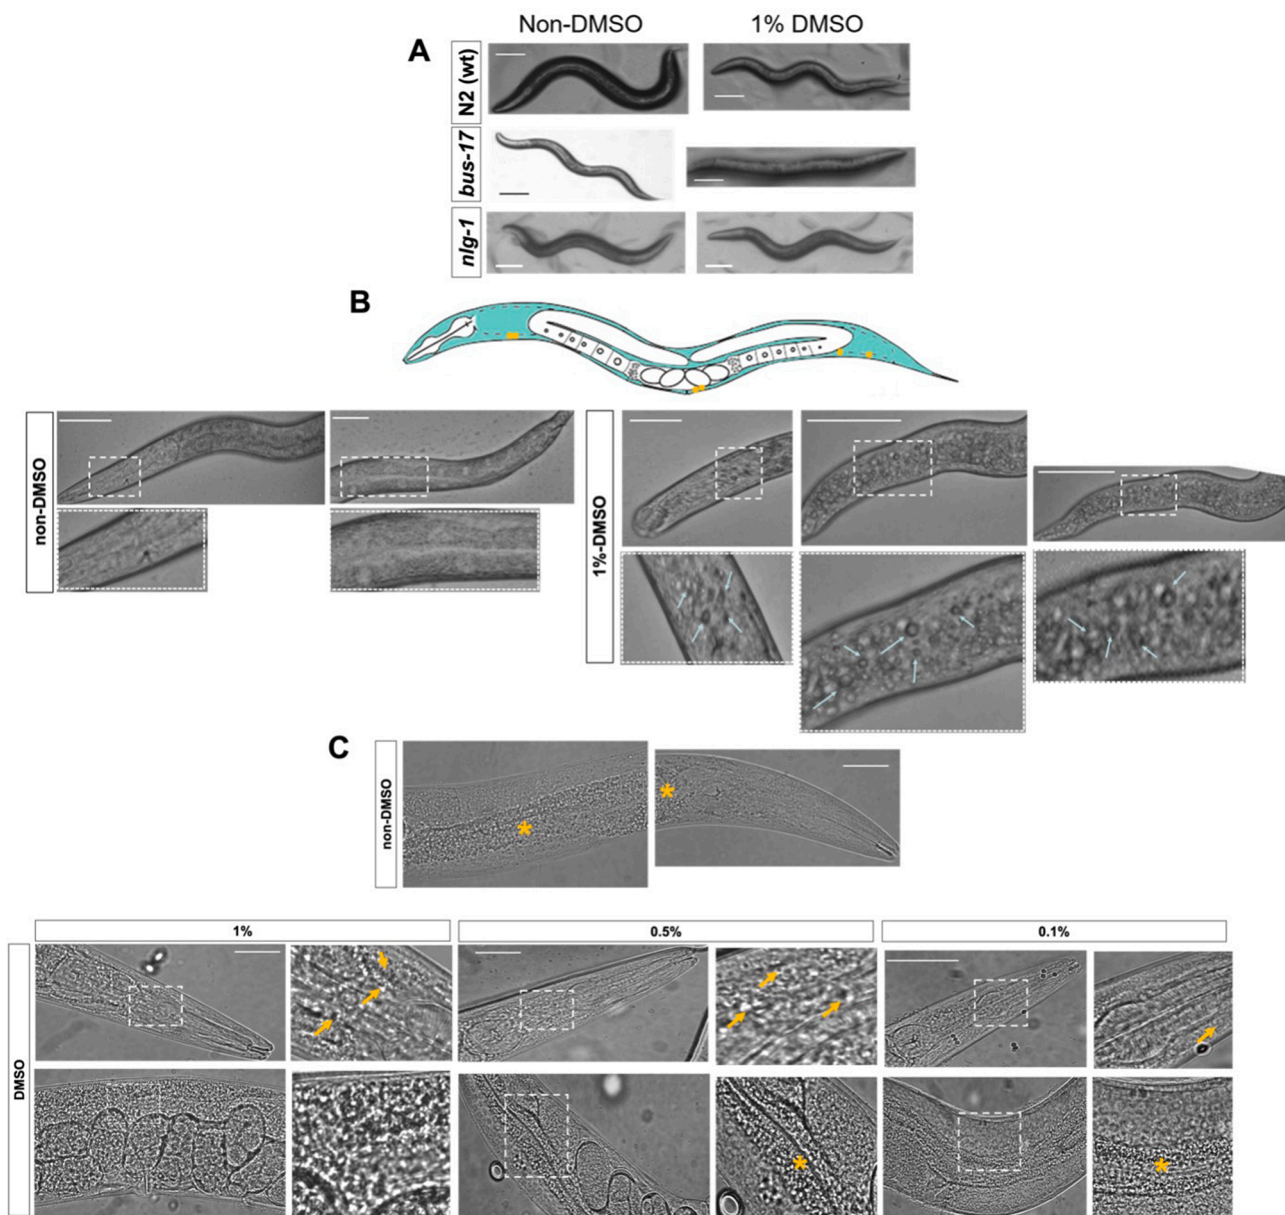 Non-DMSO 1% DMSO
A
N2 (wt)
bus-17
nlg-1
B
non-DMSO
1%-DMSO
C
non-DMSO
1% 0.5% 0.1%
DMSO